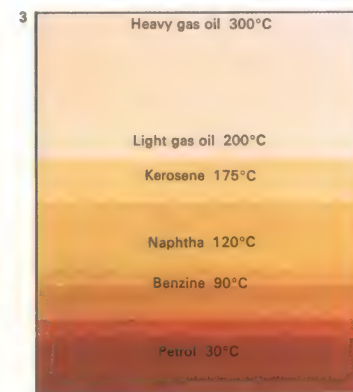 3
Heavy gas oil 300°C
Light gas oil 200°C
Kerosene 175°C
Naphtha 120°C
Benzine 90°C
Petrol 30°C